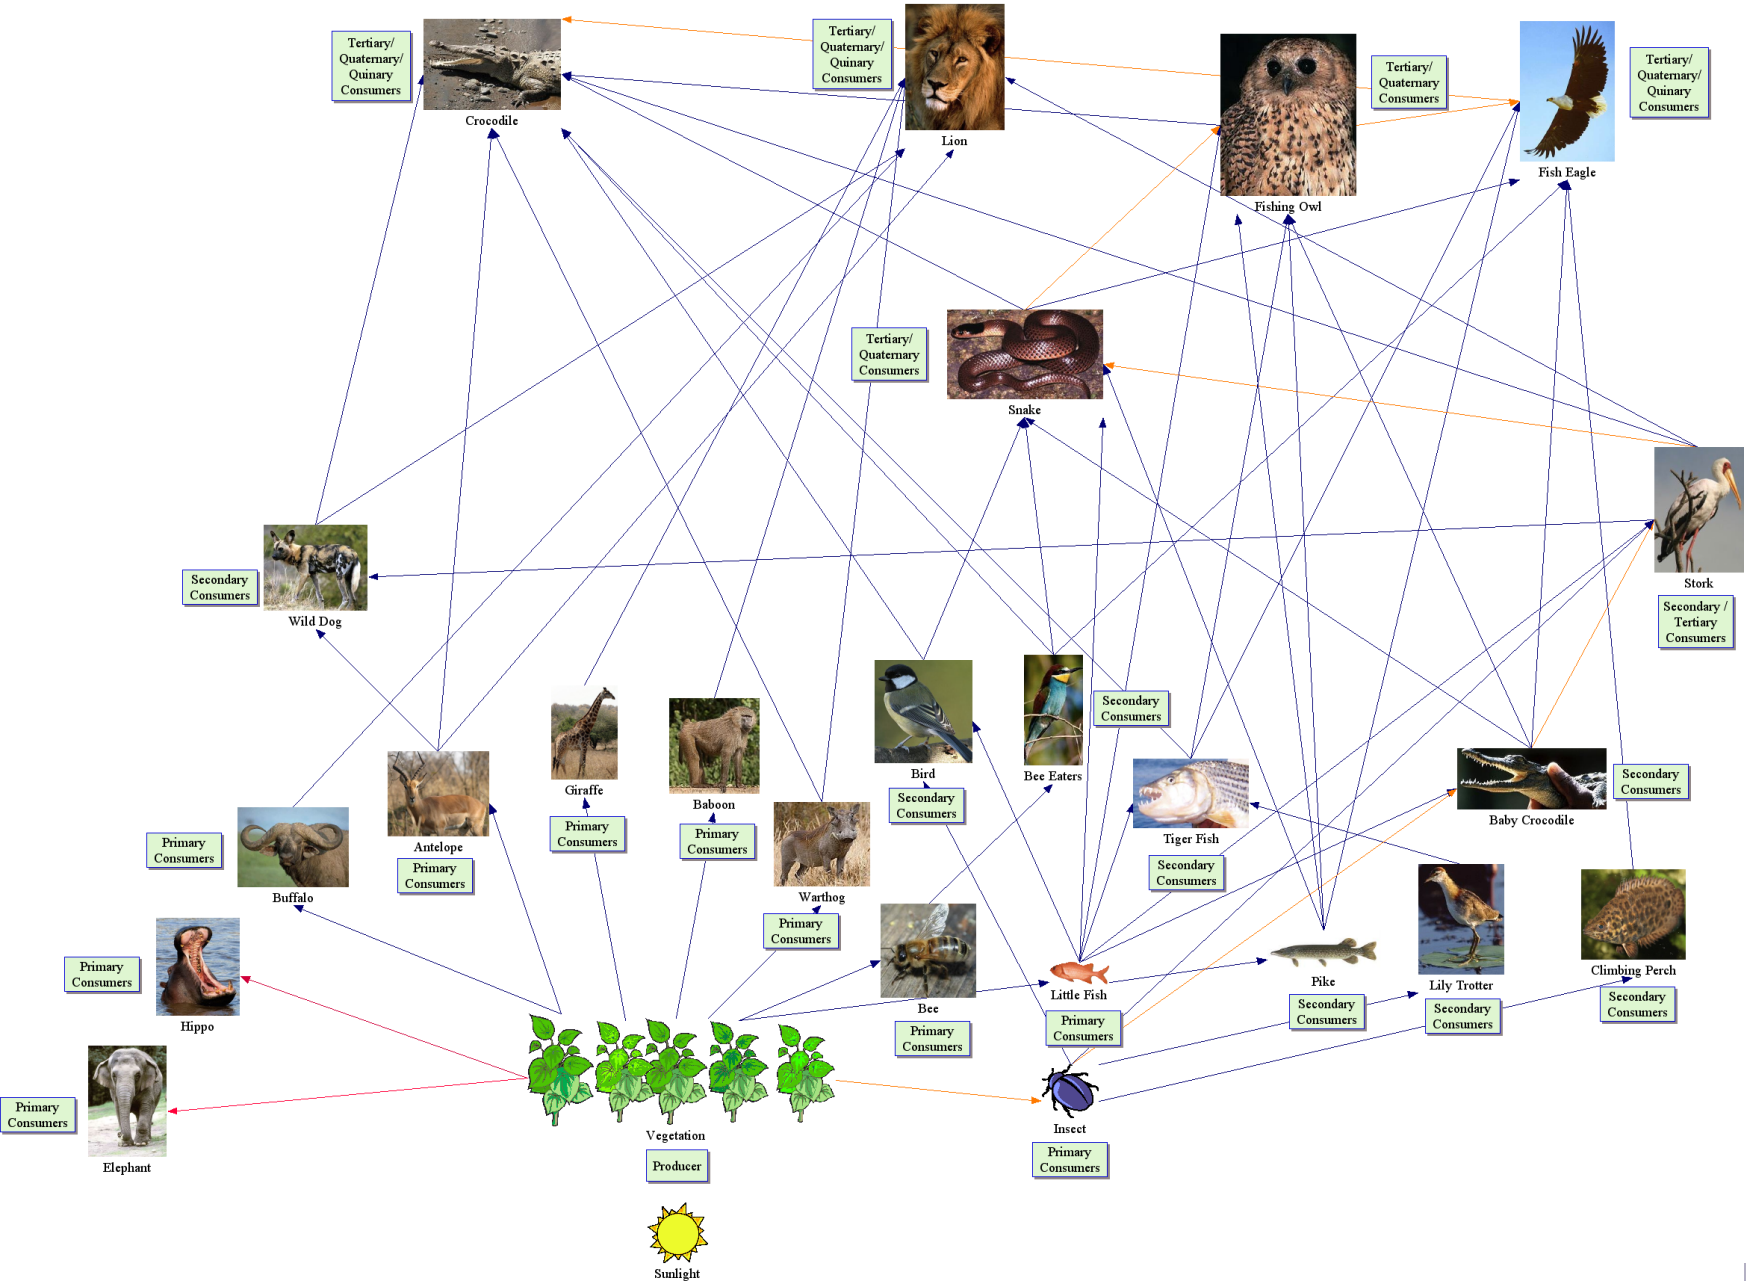 Tertiary/
Quaternary/
Quinary
Consumers
Crocodile
Tertiary/
Quaternary/
Quinary
Consumers
Lion
Fishing Owl
Tertiary/
Quaternary
Consumers
Fish Eagle
Tertiary/
Quaternary/
Quinary
Consumers
Tertiary/
Quaternary
Consumers
Snake
Secondary
Consumers
Wild Dog
Stork
Secondary /
Tertiary
Consumers
Primary
Consumers
Buffalo
Antelope
Primary
Consumers
Giraffe
Primary
Consumers
Baboon
Primary
Consumers
Warthog
Primary
Consumers
Bird
Secondary
Consumers
Bee Eaters
Secondary
Consumers
Tiger Fish
Secondary
Consumers
Baby Crocodile
Secondary
Consumers
Primary
Consumers
Hippo
Bee
Primary
Consumers
Little Fish
Primary
Consumers
Pike
Secondary
Consumers
Lily Trotter
Secondary
Consumers
Climbing Perch
Secondary
Consumers
Primary
Consumers
Elephant
Vegetation
Producer
Insect
Primary
Consumers
Sunlight